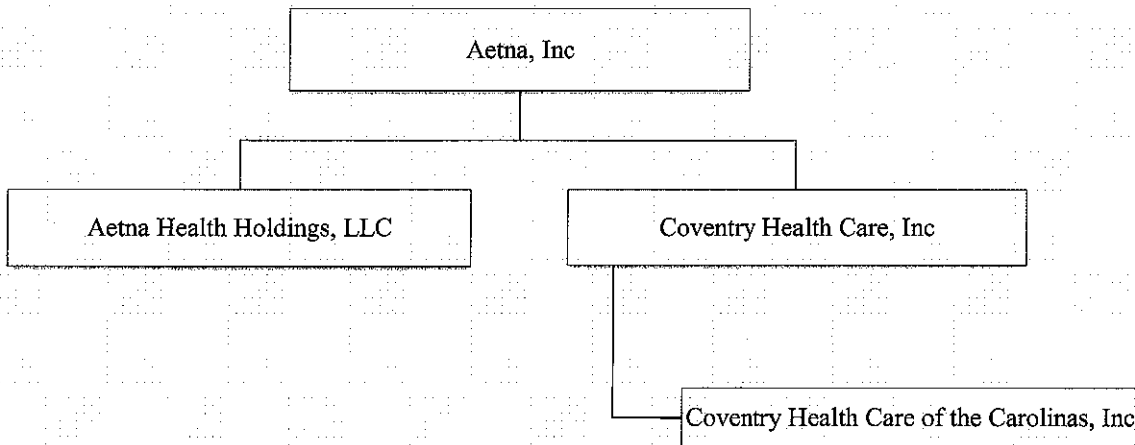 Aetna, Inc
Aetna Health Holdings, LLC
Coventry Health Care, Inc
Coventry Health Care of the Carolinas, Inc